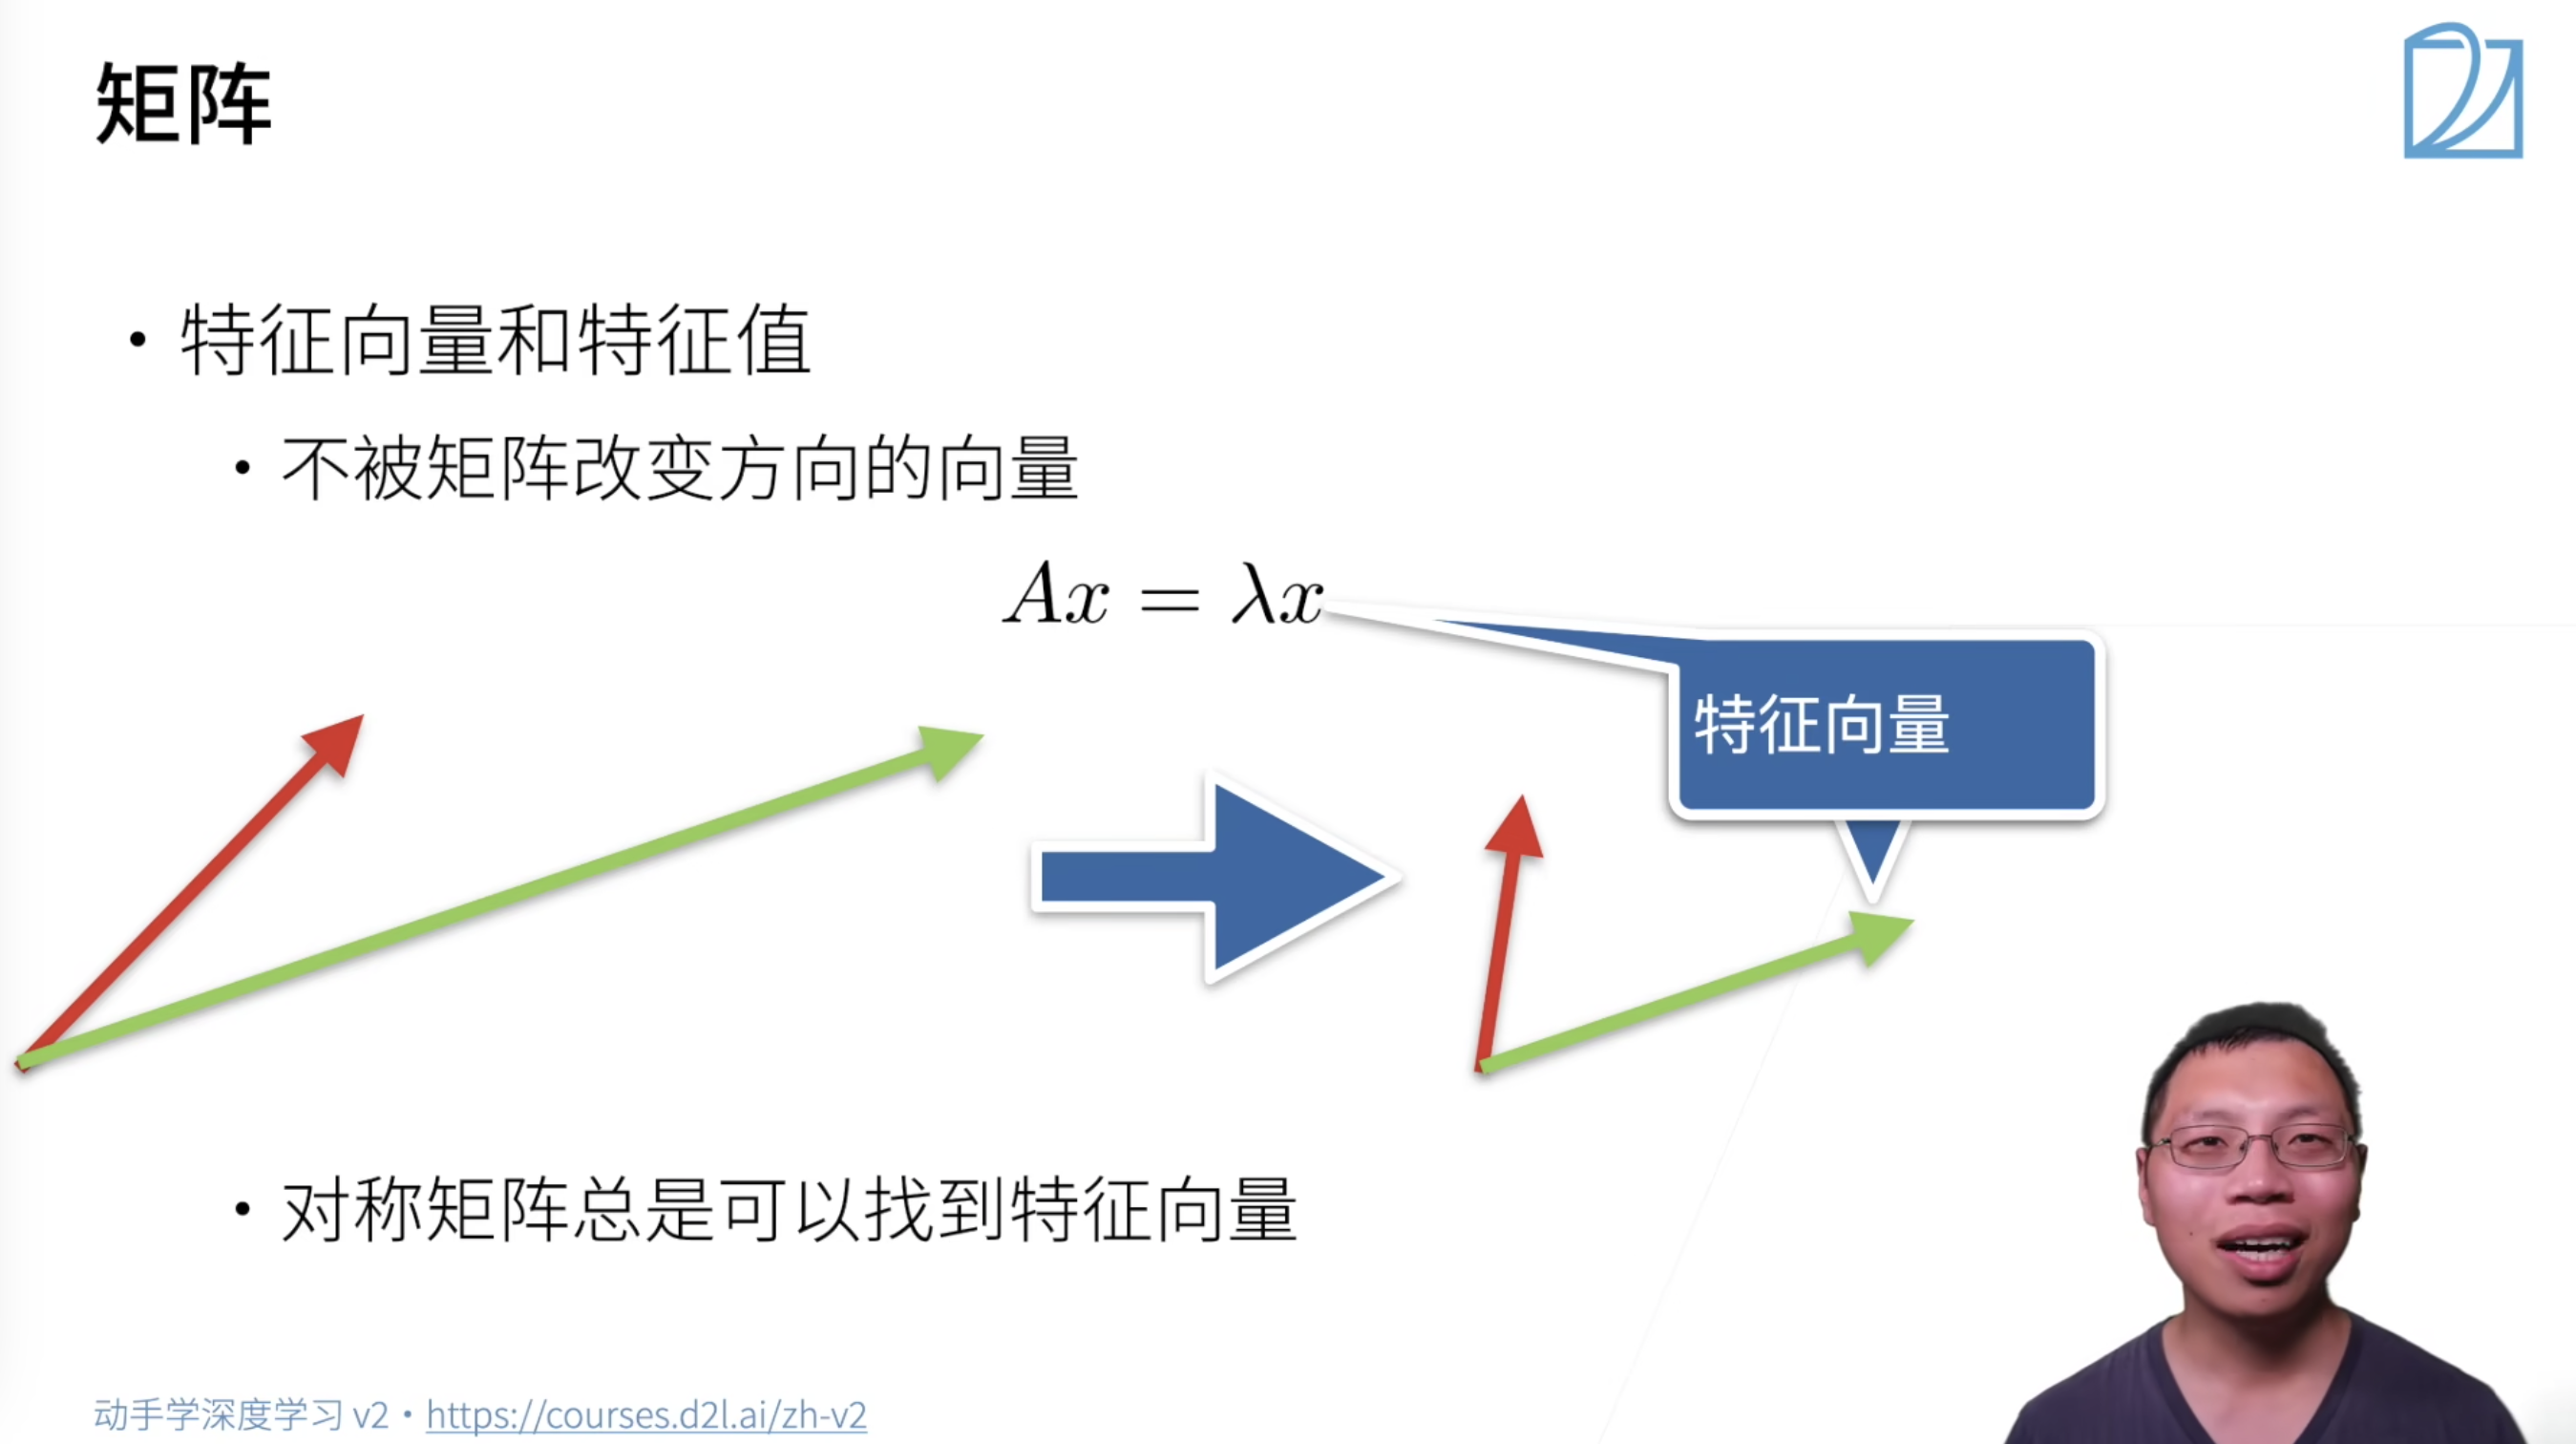 矩阵
• 特征向量和特征值
• 不被矩阵改变方向的向量
Ax = λx
特征向量
• 对称矩阵总是可以找到特征向量
动手学深度学习 v2 • https://courses.d2l.ai/zh-v2